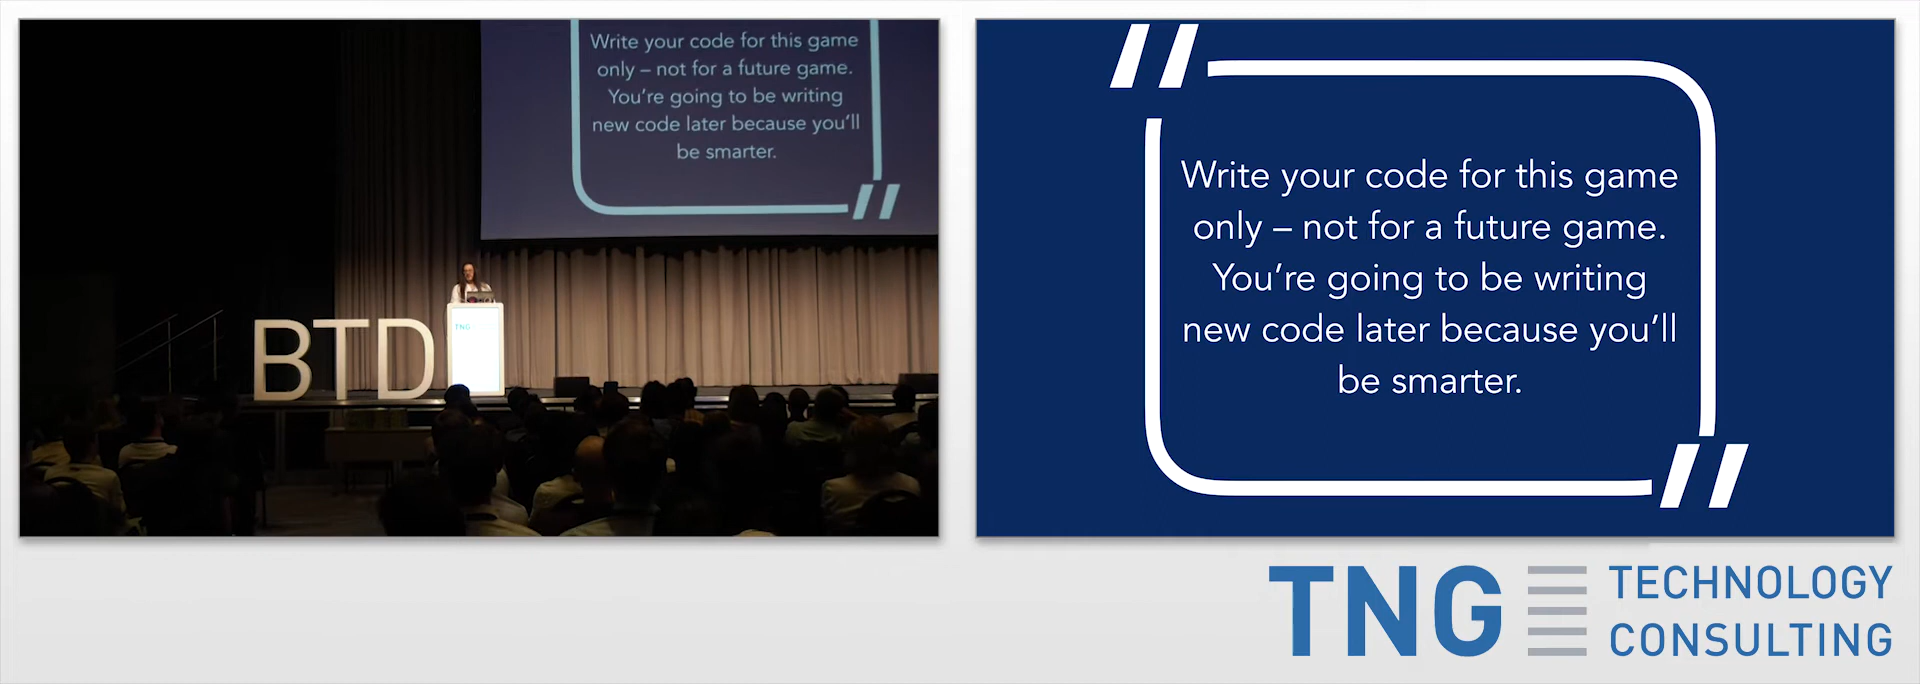 Write your code for this game
only – not for a future game.
You're going to be writing
new code later because you'll
be smarter.
BTD
TNG
Write your code for this game
only – not for a future game.
You're going to be writing
new code later because you'll
be smarter.
TNG TECHNOLOGY
CONSULTING